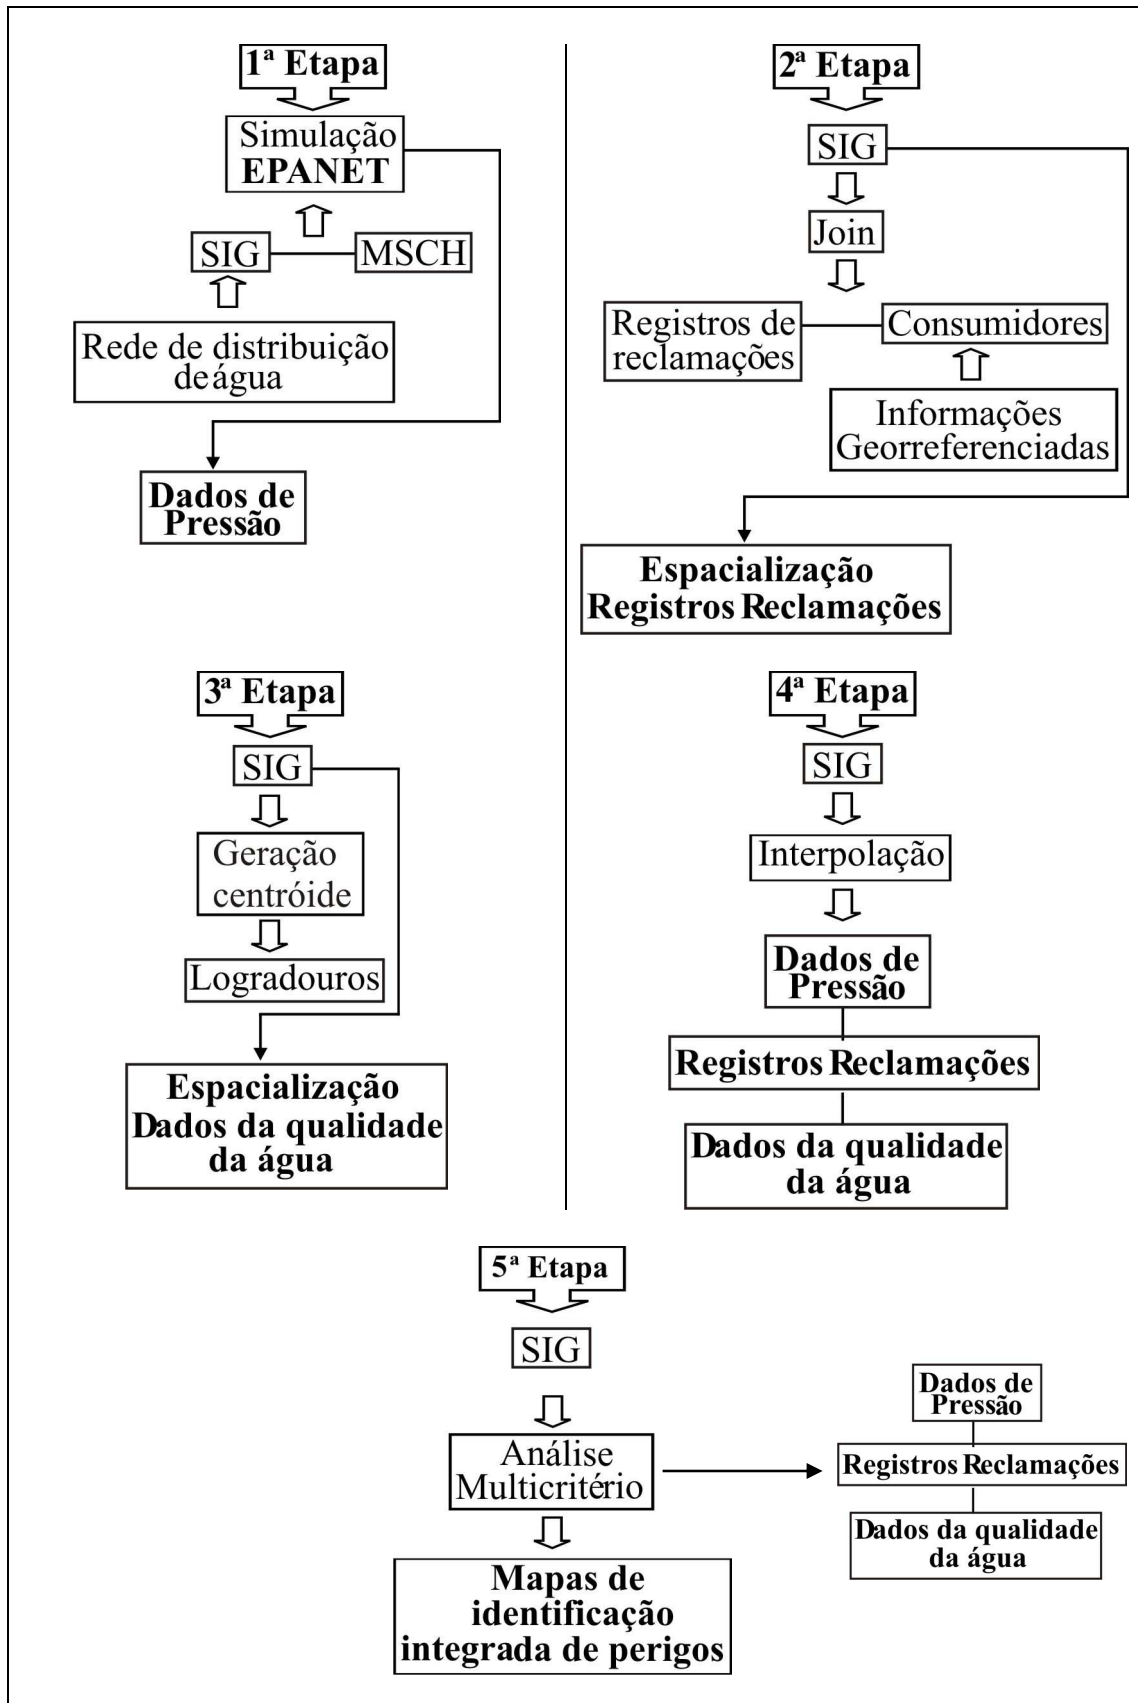 1ª Etapa
Simulação
EPANET
SIG
MSCH
Rede de distribuição
de água
Dados de
Pressão
2ª Etapa
SIG
Join
Registros de
reclamações
Consumidores
Informações
Georreferenciadas
Espacialização
Registros Reclamações
3ª Etapa
SIG
Geração
centróide
Logradouros
Espacialização
Dados da qualidade
da água
4ª Etapa
SIG
Interpolação
Dados de
Pressão
Registros Reclamações
Dados da qualidade
da água
5ª Etapa
SIG
Análise
Multicritério
Dados de
Pressão
Registros Reclamações
Dados da qualidade
da água
Mapas de
identificação
integrada de perigos